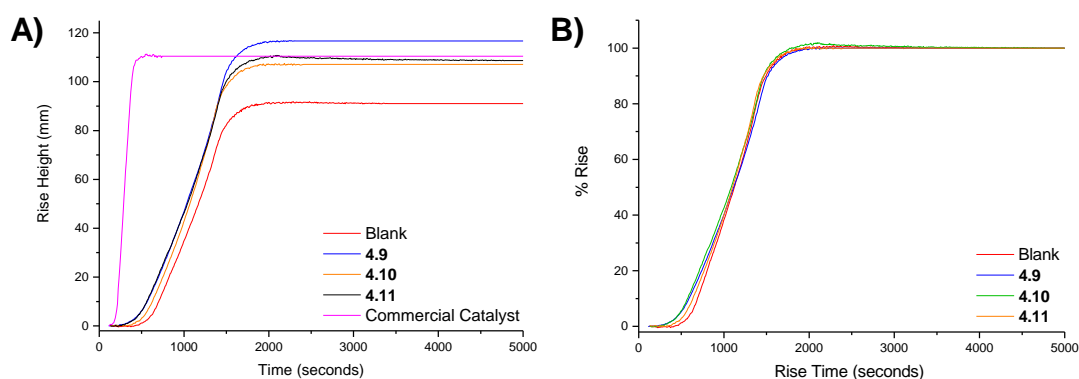 A)
Rise Height (mm)
120
100
80
60
40
20
0
0 1000 2000 3000 4000 5000
Time (seconds)
Blank
4.9
4.10
4.11
Commercial Catalyst
B)
% Rise
100
80
60
40
20
0
0 1000 2000 3000 4000 5000
Rise Time (seconds)
Blank
4.9
4.10
4.11